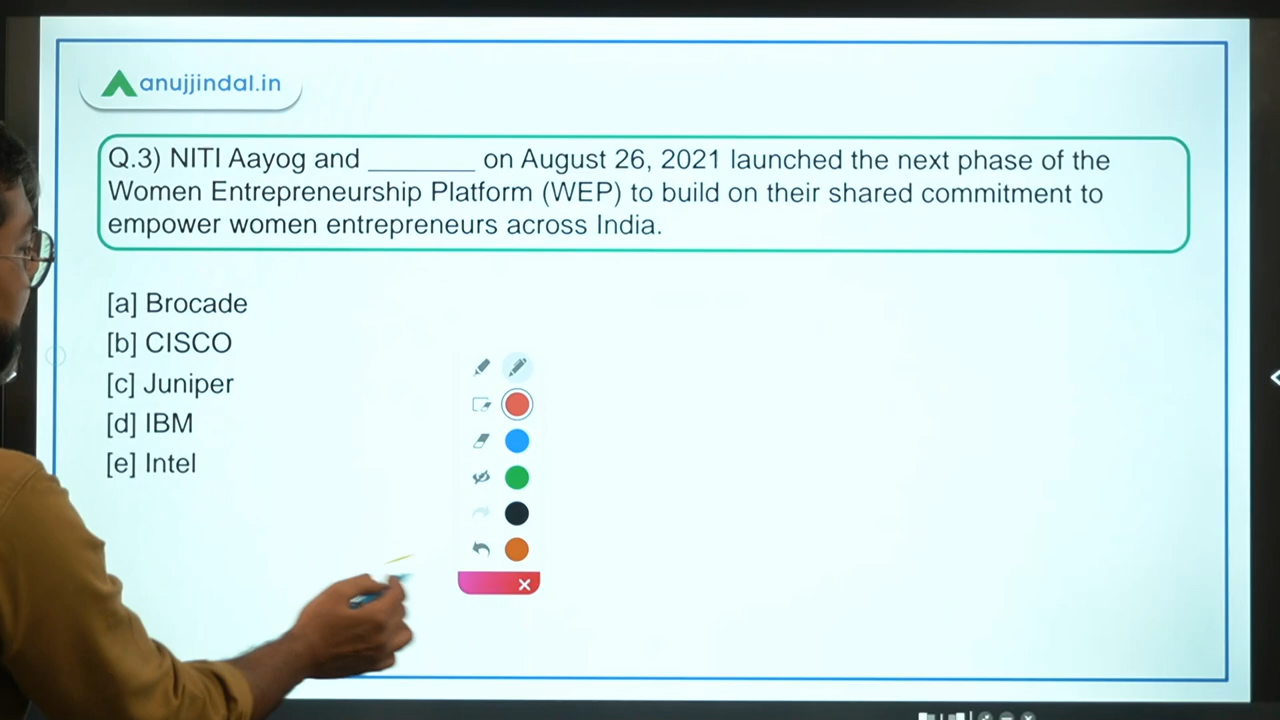 anujjindal.in
Q.3) NITI Aayog and ________ on August 26, 2021 launched the next phase of the
Women Entrepreneurship Platform (WEP) to build on their shared commitment to
empower women entrepreneurs across India.
[a] Brocade
[b] CISCO
[c] Juniper
[d] IBM
[e] Intel